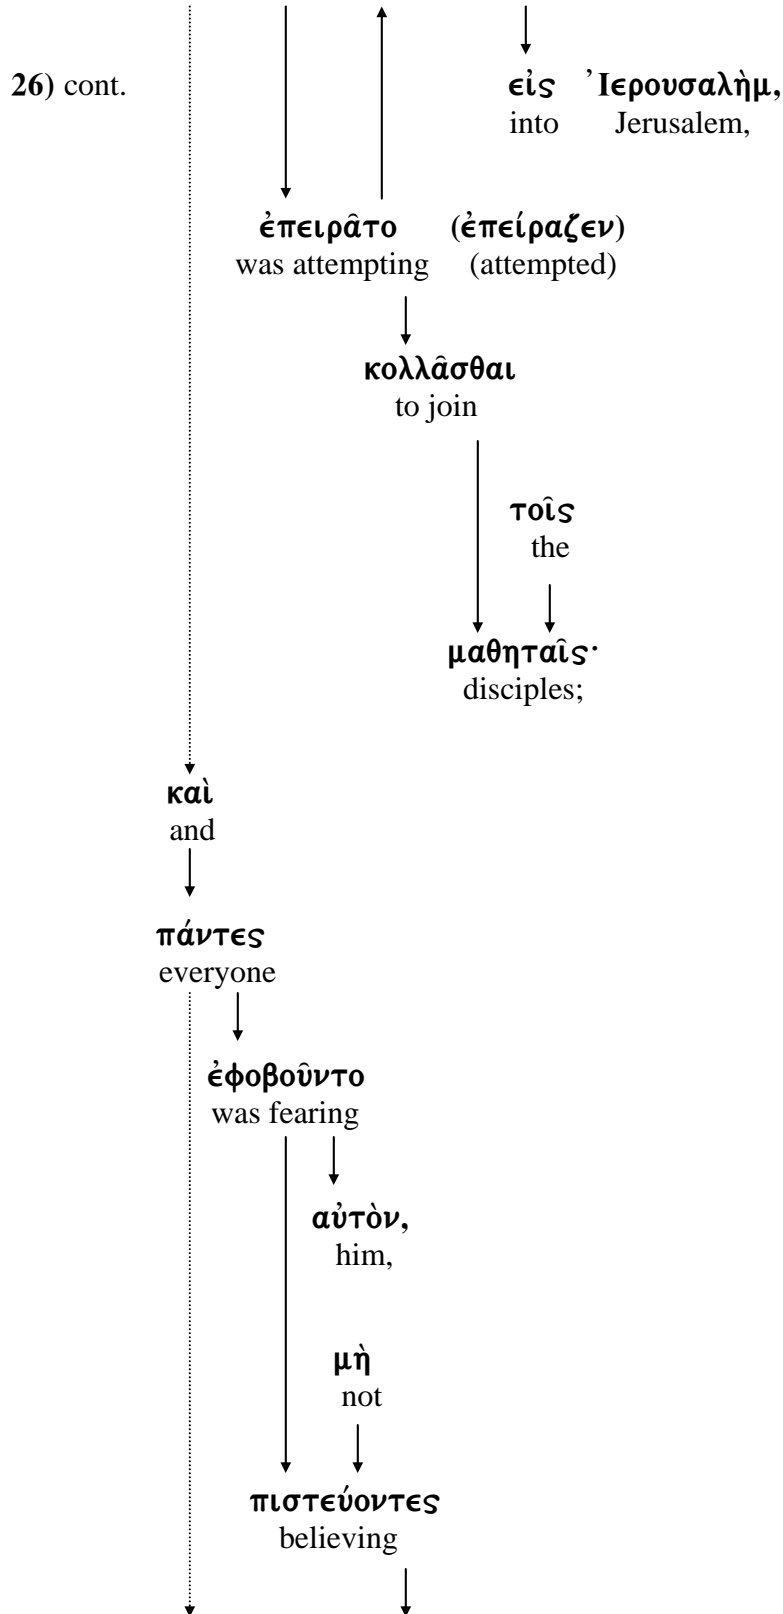 26) cont. εἰς Ἰερουσαλὴμ,
into Jerusalem,
ἐπειρᾶτο (ἐπείραζεν)
was attempting (attempted)
κολλᾶσθαι
to join
τοῖς
the
μαθηταῖς·
disciples;
καὶ
and
πάντες
everyone
ἐφοβοῦντο
was fearing
αὐτὸν,
him,
μὴ
not
πιστεύοντες
believing